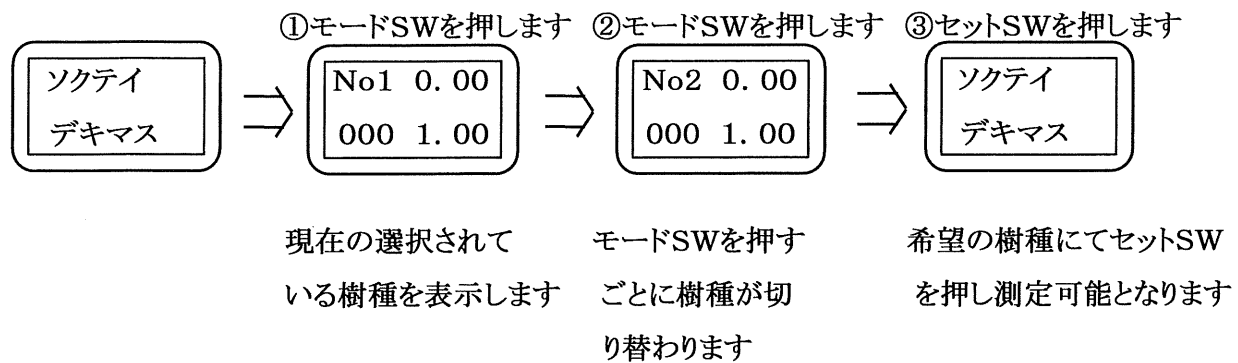 ①モードSWを押します ②モードSWを押します ③セットSWを押します
ソクテイ
デキマス
No1 0.00
000 1.00
No2 0.00
000 1.00
ソクテイ
デキマス
現在の選択されて
いる樹種を表示します
モードSWを押す
ごとに樹種が切
り替わります
希望の樹種にてセットSW
を押し測定可能となります